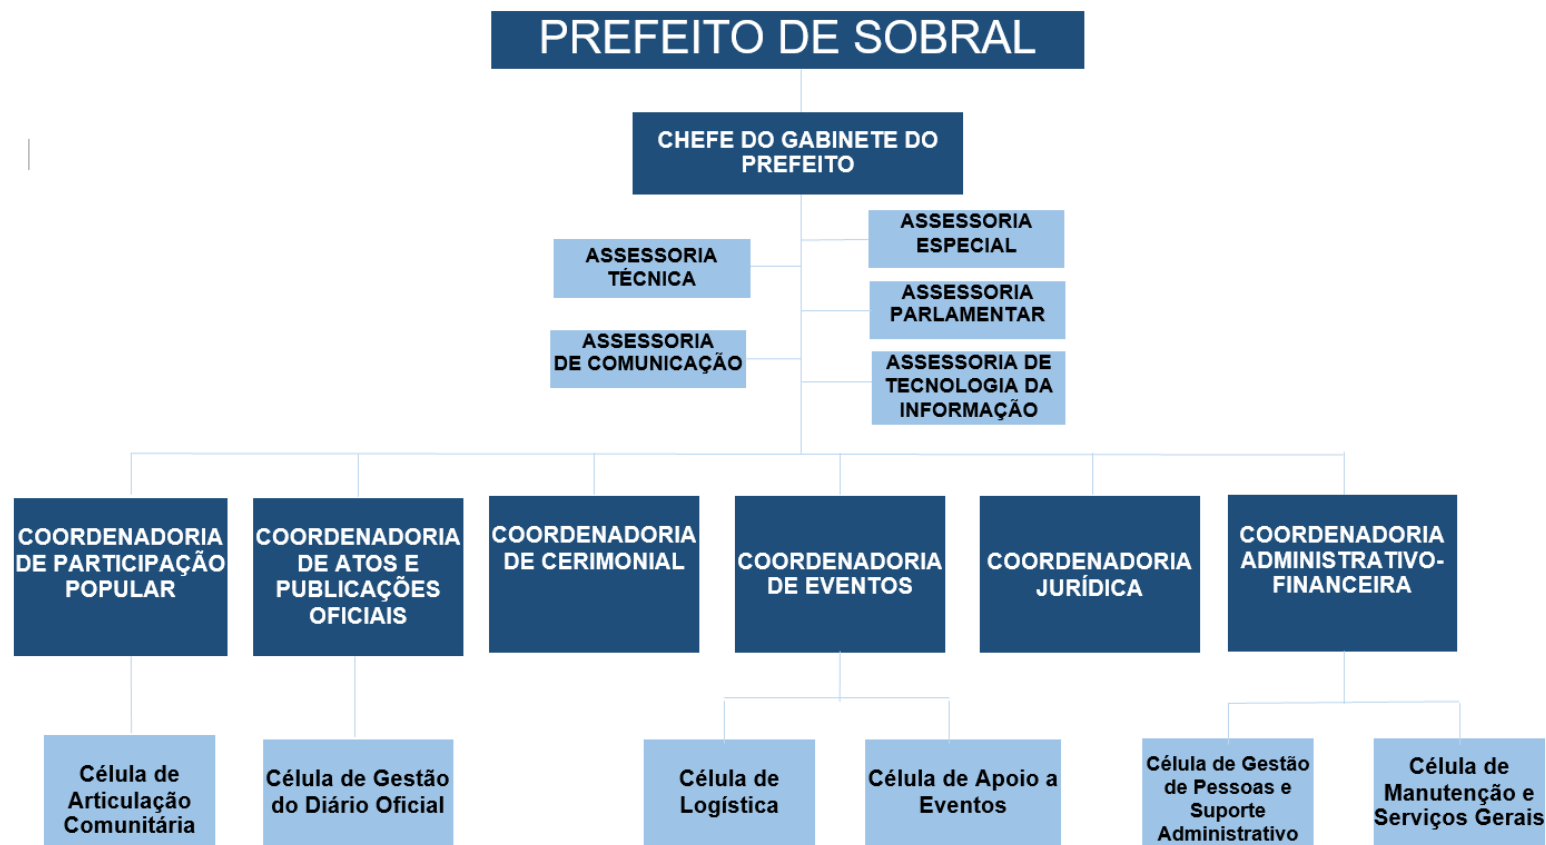 PREFEITO DE SOBRAL
CHEFE DO GABINETE DO
PREFEITO
ASSESSORIA
ESPECIAL
ASSESSORIA
TÉCNICA
ASSESSORIA
PARLAMENTAR
ASSESSORIA
DE COMUNICAÇÃO
ASSESSORIA DE
TECNOLOGIA DA
INFORMAÇÃO
COORDENADORIA
DE PARTICIPAÇÃO
POPULAR
COORDENADORIA
DE ATOS E
PUBLICAÇÕES
OFICIAIS
COORDENADORIA
DE CERIMONIAL
COORDENADORIA
DE EVENTOS
COORDENADORIA
JURÍDICA
COORDENADORIA
ADMINISTRATIVO-
FINANCEIRA
Célula de
Articulação
Comunitária
Célula de Gestão
do Diário Oficial
Célula de
Logística
Célula de Apoio a
Eventos
Célula de Gestão
de Pessoas e
Suporte
Administrativo
Célula de
Manutenção e
Serviços Gerais